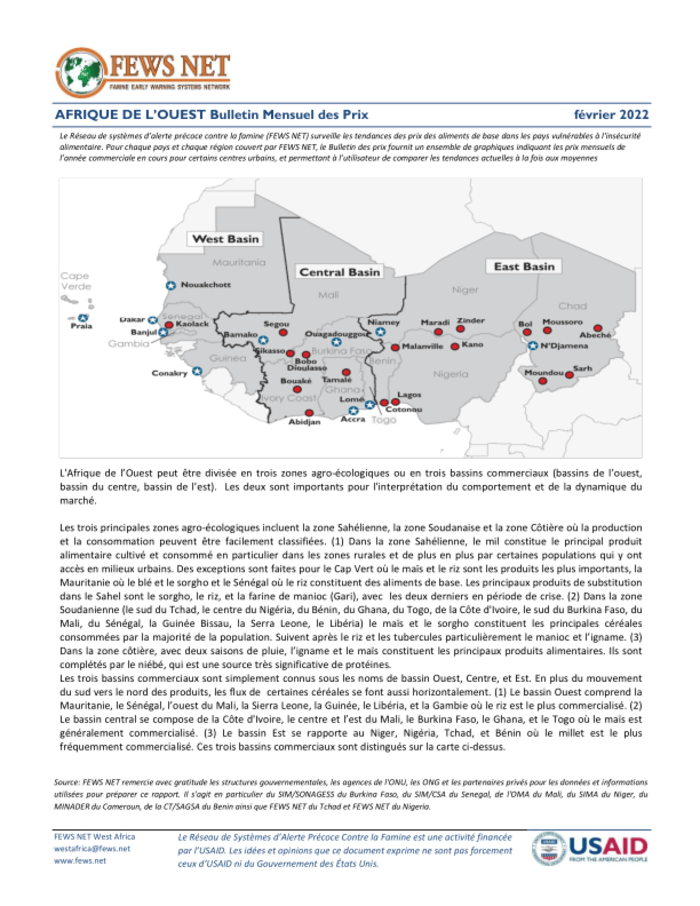 FEWS NET
FAMINE EARLY WARNING SYSTEMS NETWORK
AFRIQUE DE L'OUEST Bulletin Mensuel des Prix février 2022
Le Réseau de systèmes d'alerte précoce contre la famine (FEWS NET) surveille les tendances des prix des aliments de base dans les pays vulnérables à l'insécurité
alimentaire. Pour chaque pays et chaque région couvert par FEWS NET, le Bulletin des prix fournit un ensemble de graphiques indiquant les prix mensuels de
l'année commerciale en cours pour certains centres urbains, et permettant à l'utilisateur de comparer les tendances actuelles à la fois aux moyennes
West Basin
Central Basin
East Basin
Mauritania
Mali
Niger
Chad
Cape
Verde
Nouakchott
Praia
Dakar
Senegal
Kaolack
Banjul
Gambia
Bamako
Segou
Ouagadougou
Niamey
Maradi
Zinder
Bol
Moussoro
Abeché
Sikasso
Burkina Faso
Malanville
Kano
N'Djamena
Guinea
Bobo
Dioulasso
Benin
Conakry
Bouaké
Tamale
Nigeria
Moundou
Sarh
Ivory Coast
Ghana
Lomé
Lagos
Cotonou
Abidjan
Accra
Togo
L'Afrique de l'Ouest peut être divisée en trois zones agro-écologiques ou en trois bassins commerciaux (bassins de l'ouest,
bassin du centre, bassin de l'est). Les deux sont importants pour l'interprétation du comportement et de la dynamique du
marché.
Les trois principales zones agro-écologiques incluent la zone Sahélienne, la zone Soudanaise et la zone Côtière où la production
et la consommation peuvent être facilement classifiées. (1) Dans la zone Sahélienne, le mil constitue le principal produit
alimentaire cultivé et consommé en particulier dans les zones rurales et de plus en plus par certaines populations qui y ont
accès en milieux urbains. Des exceptions sont faites pour le Cap Vert où le maïs et le riz sont les produits les plus importants, la
Mauritanie où le blé et le sorgho et le Sénégal où le riz constituent des aliments de base. Les principaux produits de substitution
dans le Sahel sont le sorgho, le riz, et la farine de manioc (Gari), avec les deux derniers en période de crise. (2) Dans la zone
Soudanienne (le sud du Tchad, le centre du Nigéria, du Bénin, du Ghana, du Togo, de la Côte d'Ivoire, le sud du Burkina Faso, du
Mali, du Sénégal, la Guinée Bissau, la Serra Leone, le Libéria) le maïs et le sorgho constituent les principales céréales
consommées par la majorité de la population. Suivent après le riz et les tubercules particulièrement le manioc et l'igname. (3)
Dans la zone côtière, avec deux saisons de pluie, l'igname et le maïs constituent les principaux produits alimentaires. Ils sont
complétés par le niébé, qui est une source très significative de protéines.
Les trois bassins commerciaux sont simplement connus sous les noms de bassin Ouest, Centre, et Est. En plus du mouvement
du sud vers le nord des produits, les flux de certaines céréales se font aussi horizontalement. (1) Le bassin Ouest comprend la
Mauritanie, le Sénégal, l'ouest du Mali, la Sierra Leone, la Guinée, le Libéria, et la Gambie où le riz est le plus commercialisé. (2)
Le bassin central se compose de la Côte d'Ivoire, le centre et l'est du Mali, le Burkina Faso, le Ghana, et le Togo où le maïs est
généralement commercialisé. (3) Le bassin Est se rapporte au Niger, Nigéria, Tchad, et Bénin où le millet est le plus
fréquemment commercialisé. Ces trois bassins commerciaux sont distingués sur la carte ci-dessus.
Source: FEWS NET remercie avec gratitude les structures gouvernementales, les agences de l'ONU, les ONG et les partenaires privés pour les données et informations
utilisées pour préparer ce rapport. Il s'agit en particulier du SIM/SONAGESS du Burkina Faso, du SIM/CSA du Senegal, de l'OMA du Mali, du SIMA du Niger, du
MINADER du Cameroun, de la CT/SAGSA du Benin ainsi que FEWS NET du Tchad et FEWS NET du Nigeria.
FEWS NET West Africa
westafrica@fews.net
www.fews.net
Le Réseau de Systèmes d'Alerte Précoce Contre la Famine est une activité financée
par l'USAID. Les idées et opinions que ce document exprime ne sont pas forcement
ceux d'USAID ni du Gouvernement des États Unis.
USAID
FROM THE AMERICAN PEOPLE